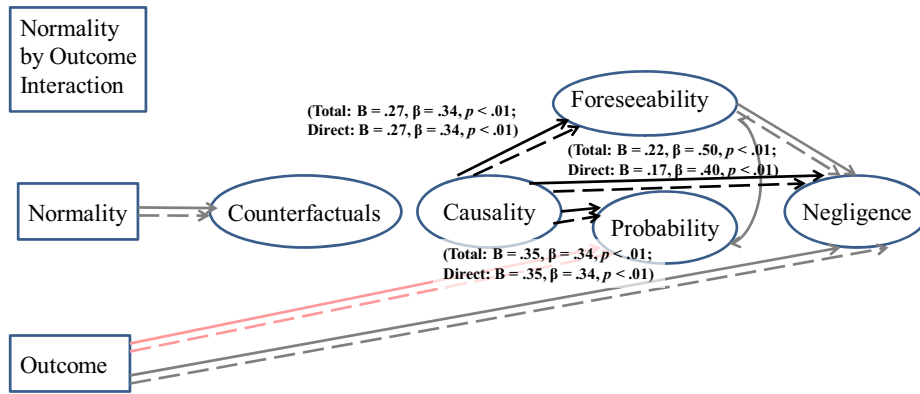 Normality
by Outcome
Interaction
Foreseeability
(Total: B = .27, β = .34, p < .01;
Direct: B = .27, β = .34, p < .01)
(Total: B = .22, β = .50, p < .01;
Direct: B = .17, β = .40, p < .01)
Normality
Counterfactuals
Causality
Probability
Negligence
(Total: B = .35, β = .34, p < .01;
Direct: B = .35, β = .34, p < .01)
Outcome